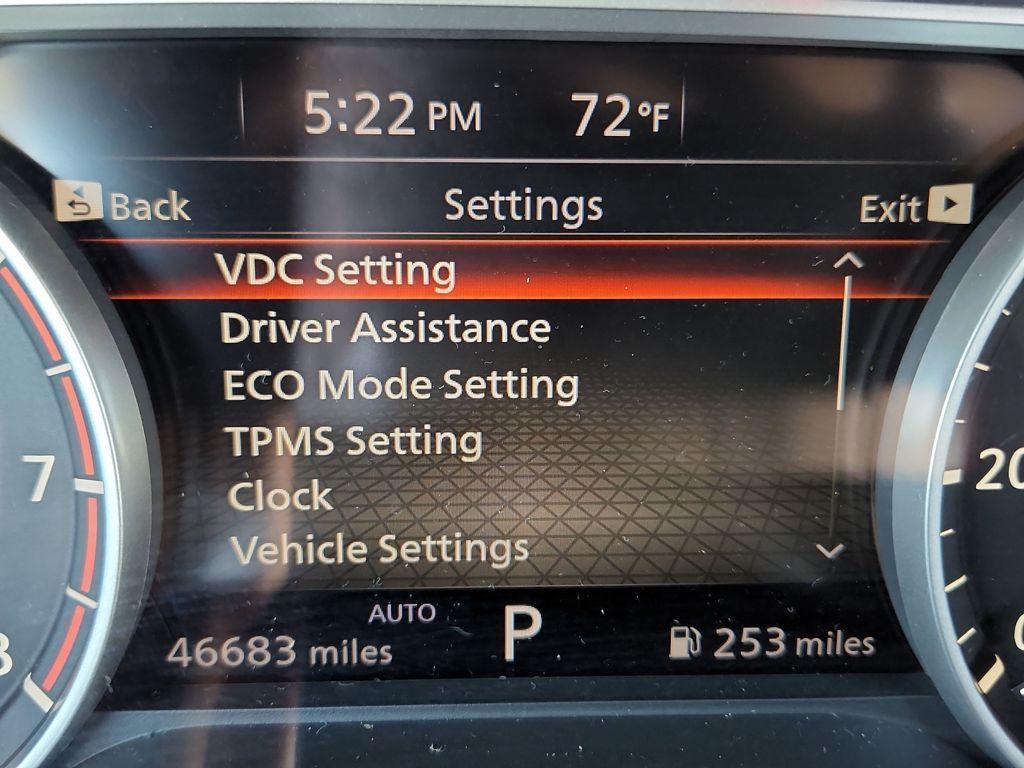 5:22 PM 72°F
Back Settings Exit
VDC Setting
Driver Assistance
ECO Mode Setting
TPMS Setting
Clock
Vehicle Settings
7
20
AUTO
P
46683 miles
253 miles